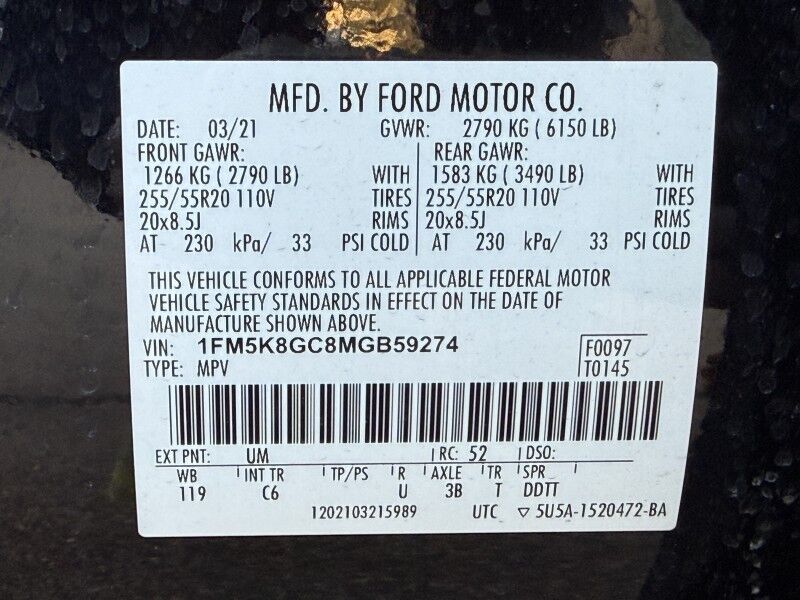 MFD. BY FORD MOTOR CO.
DATE: 03/21 GVWR: 2790 KG ( 6150 LB)
FRONT GAWR: REAR GAWR:
1266 KG ( 2790 LB) WITH 1583 KG ( 3490 LB) WITH
255/55R20 110V TIRES 255/55R20 110V TIRES
20x8.5J RIMS 20x8.5J RIMS
AT 230 kPa/ 33 PSI COLD AT 230 kPa/ 33 PSI COLD
THIS VEHICLE CONFORMS TO ALL APPLICABLE FEDERAL MOTOR
VEHICLE SAFETY STANDARDS IN EFFECT ON THE DATE OF
MANUFACTURE SHOWN ABOVE.
VIN: 1FM5K8GC8MGB59274 F0097
TYPE: MPV T0145
EXT PNT: UM RC: 52 DSO:
WB INT TR TP/PS R AXLE TR SPR
119 C6 U 3B T DDTT
1202103215989 UTC ▽ 5U5A-1520472-BA